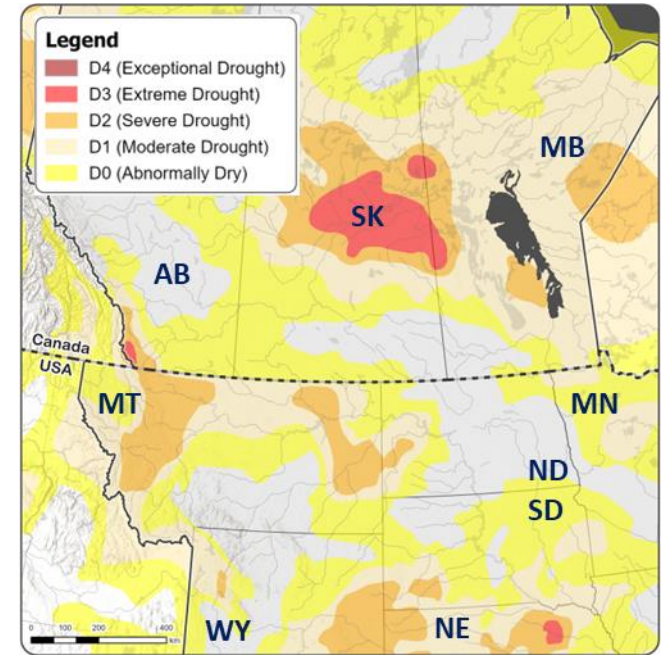 Legend
D4 (Exceptional Drought)
D3 (Extreme Drought)
D2 (Severe Drought)
D1 (Moderate Drought)
D0 (Abnormally Dry)
MB
SK
AB
Canada
USA
MT
MN
ND
SD
WY
NE
0 200 400
km